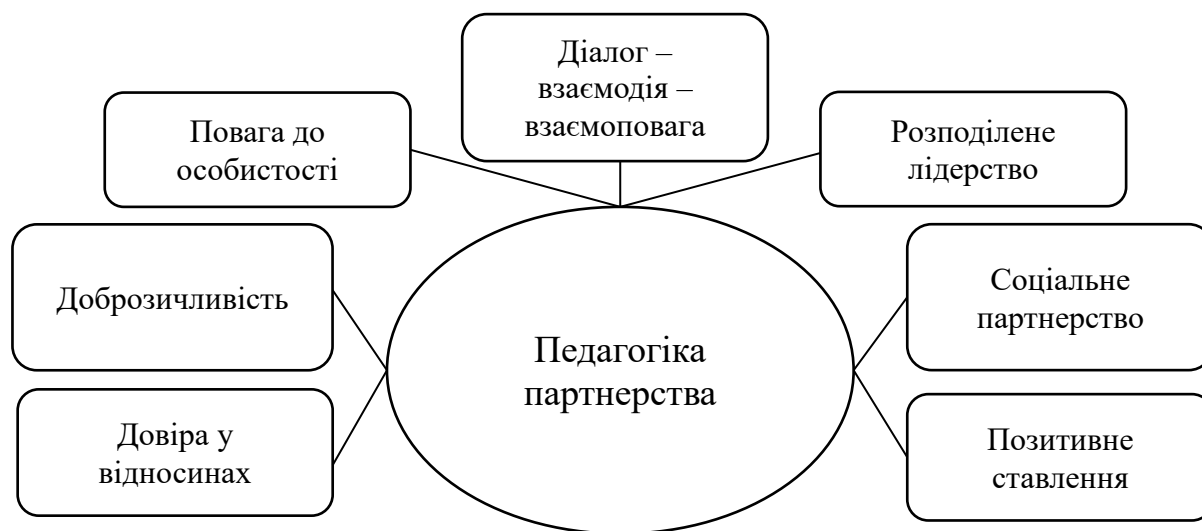 Діалог –
взаємодія –
взаємоповага
Повага до
особистості
Розподілене
лідерство
Доброзичливість
Соціальне
партнерство
Педагогіка
партнерства
Довіра у
відносинах
Позитивне
ставлення